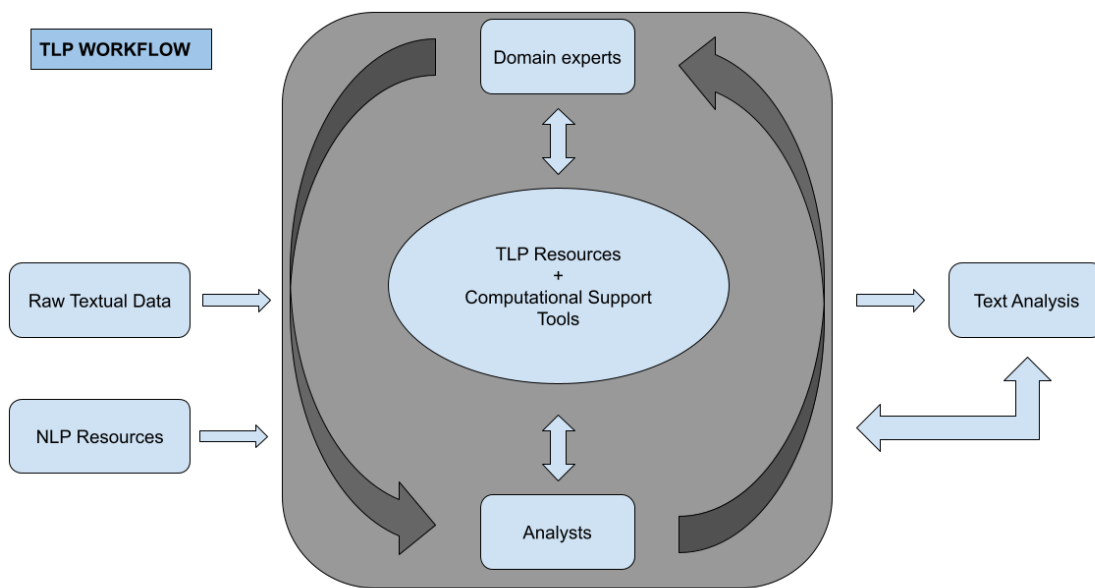 TLP WORKFLOW
Domain experts
TLP Resources
+
Computational Support
Tools
Raw Textual Data
Text Analysis
NLP Resources
Analysts